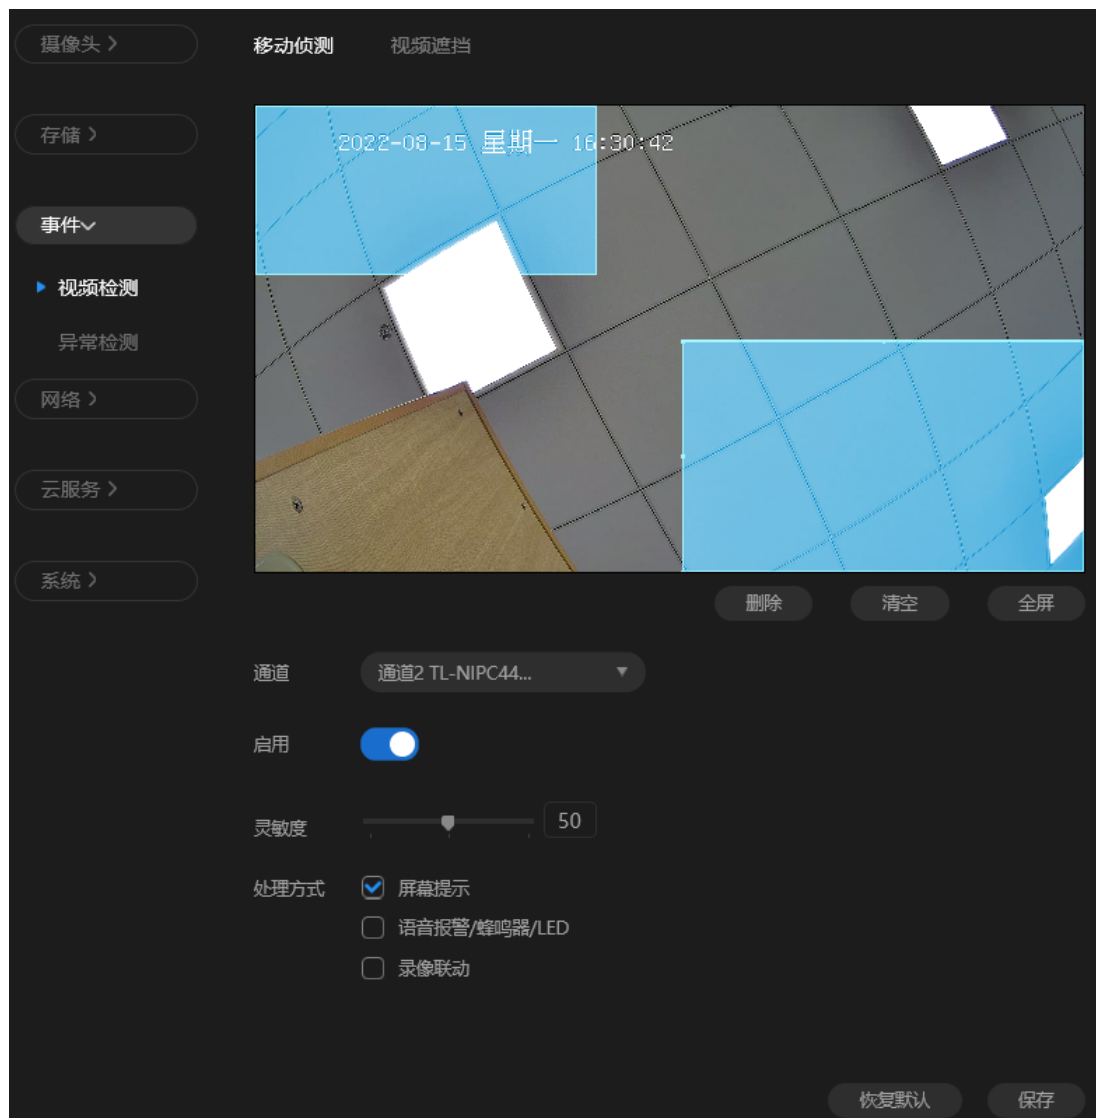 摄像头
移动侦测 视频遮挡
存储
事件
视频检测
异常检测
网络
云服务
系统
2022-08-15 星期一 16:30:42
删除 清空 全屏
通道 通道2 TL-NIPC44...
启用
灵敏度 50
处理方式 屏幕提示
语音报警/蜂鸣器/LED
录像联动
恢复默认 保存